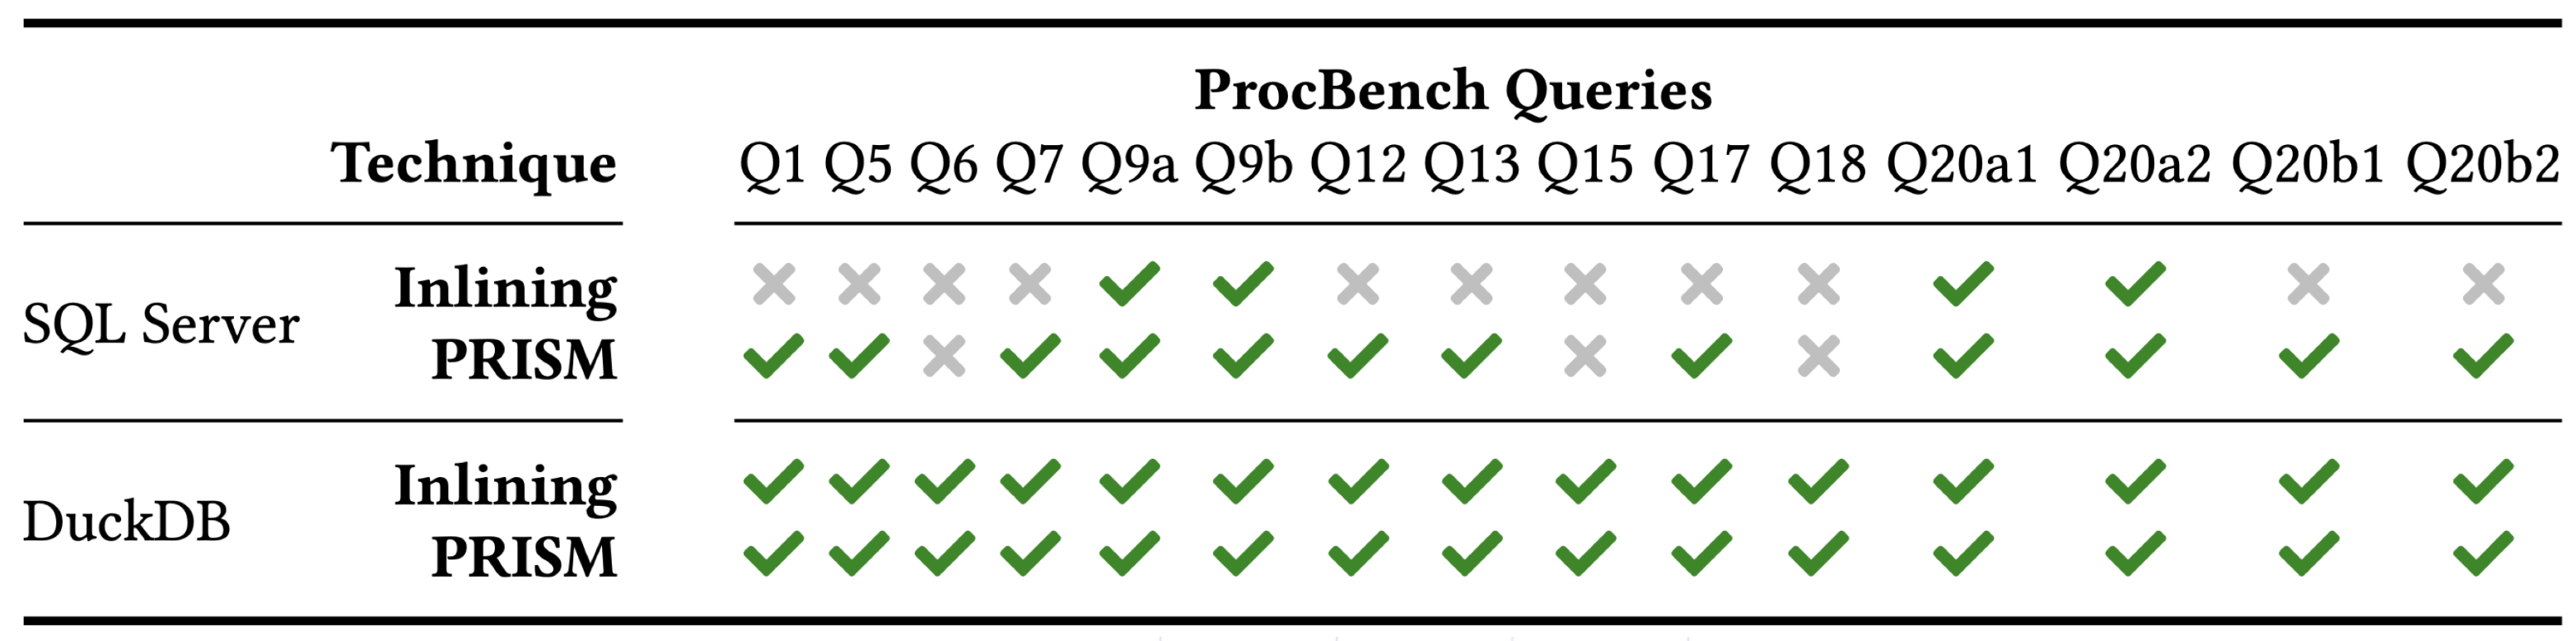 ProcBench Queries
Technique Q1 Q5 Q6 Q7 Q9a Q9b Q12 Q13 Q15 Q17 Q18 Q20a1 Q20a2 Q20b1 Q20b2
SQL Server Inlining ✕ ✕ ✕ ✕ ✓ ✓ ✕ ✕ ✕ ✕ ✕ ✓ ✓ ✕ ✕
PRISM ✓ ✓ ✕ ✓ ✓ ✓ ✓ ✓ ✕ ✓ ✕ ✓ ✓ ✓ ✓
DuckDB Inlining ✓ ✓ ✓ ✓ ✓ ✓ ✓ ✓ ✓ ✓ ✓ ✓ ✓ ✓ ✓
PRISM ✓ ✓ ✓ ✓ ✓ ✓ ✓ ✓ ✓ ✓ ✓ ✓ ✓ ✓ ✓